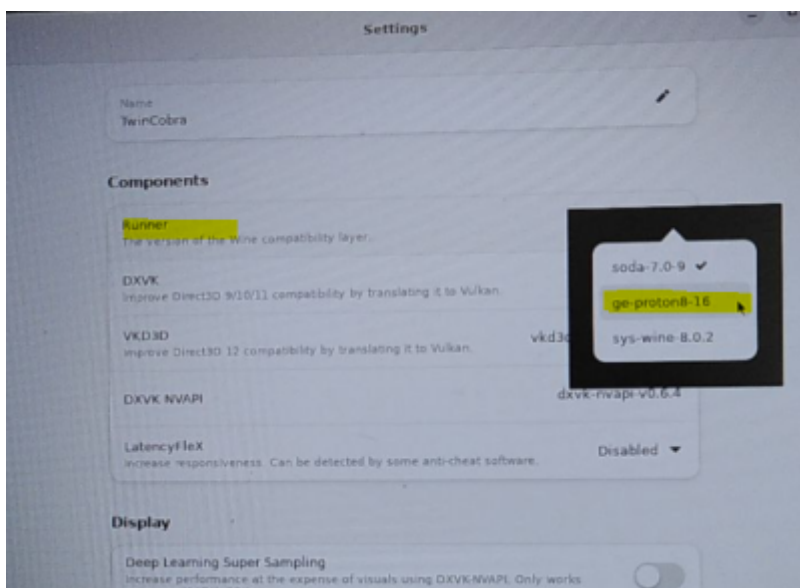 Settings
Name
TwinCobra
Components
Runner
The version of the Wine compatibility layer.
soda-7.0-9
DXVK
Improve Direct3D 9/10/11 compatibility by translating it to Vulkan.
ge-proton8-16
VKD3D
Improve Direct3D 12 compatibility by translating it to Vulkan.
vkd3
sys-wine-8.0.2
DXVK NVAPI
dxvk-nvapi-v0.6.4
LatencyFleX
Increase responsiveness. Can be detected by some anti-cheat software.
Disabled
Display
Deep Learning Super Sampling
Increase performance at the expense of visuals using DXVK-NVAPI. Only works